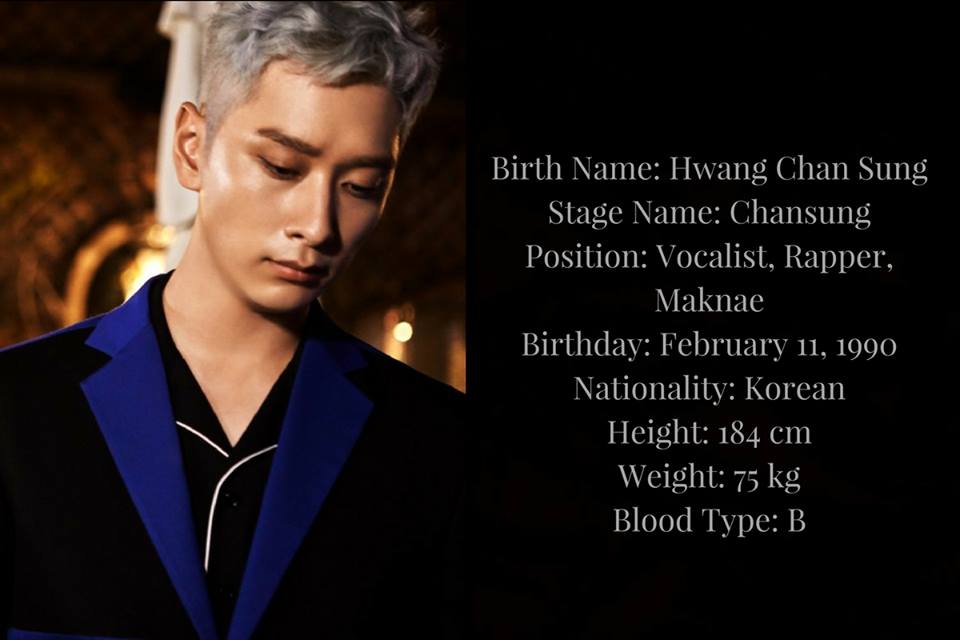 Birth Name: Hwang Chan Sung
Stage Name: Chansung
Position: Vocalist, Rapper,
Maknae
Birthday: February 11, 1990
Nationality: Korean
Height: 184 cm
Weight: 75 kg
Blood Type: B